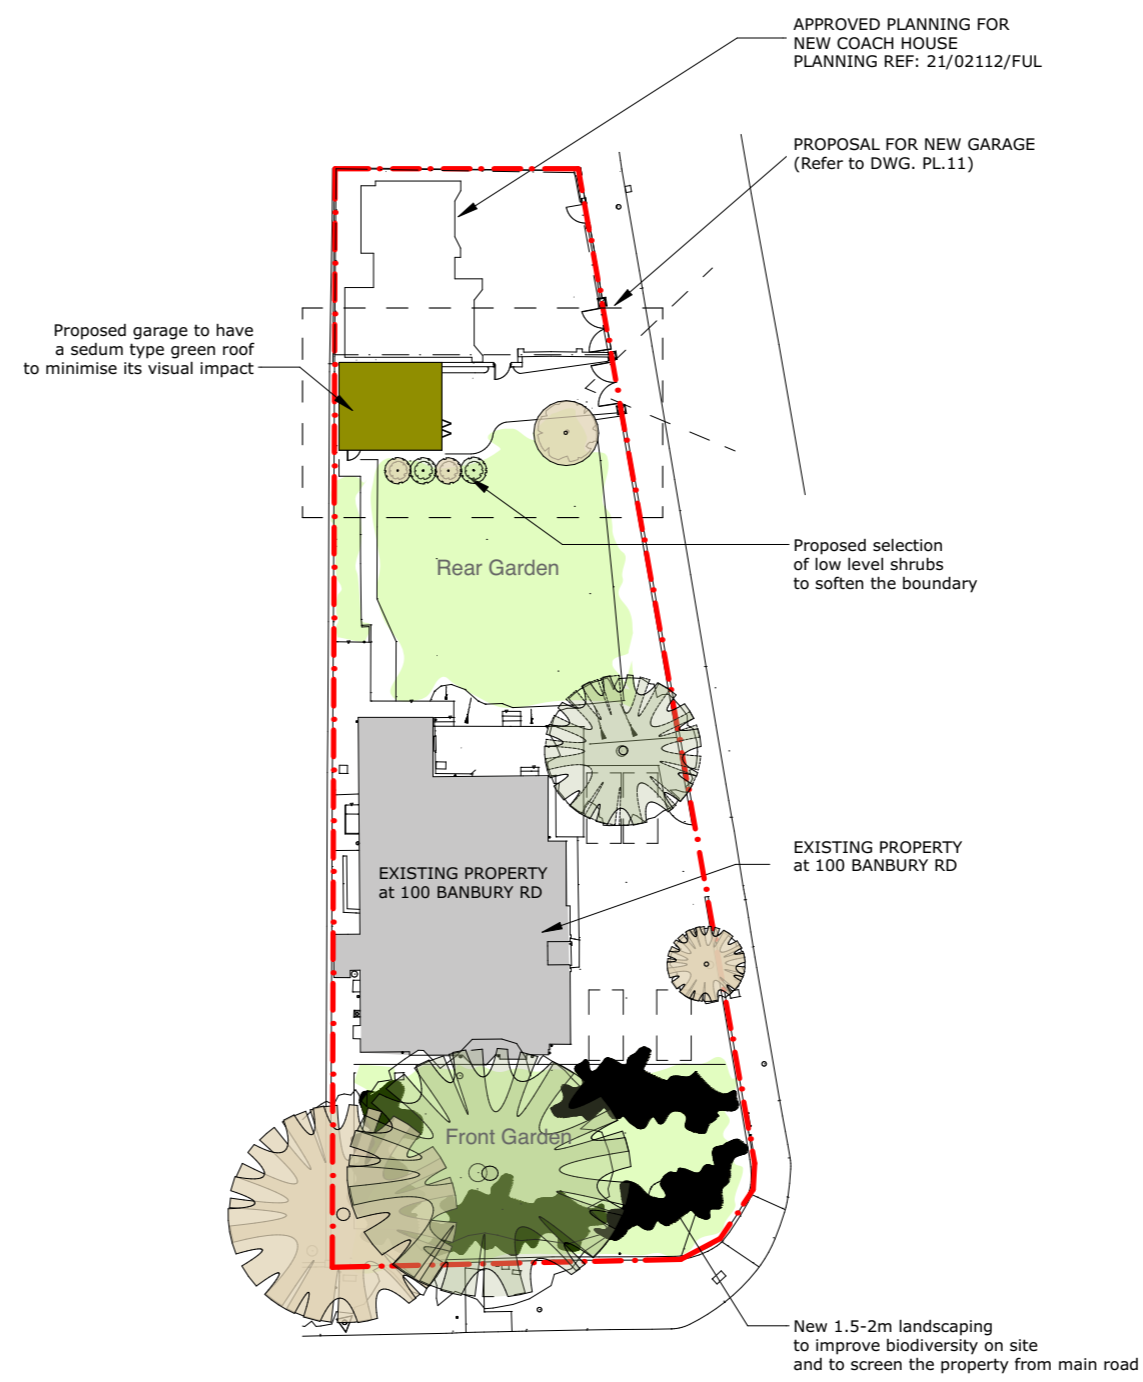 APPROVED PLANNING FOR
NEW COACH HOUSE
PLANNING REF: 21/02112/FUL
PROPOSAL FOR NEW GARAGE
(Refer to DWG. PL.11)
Proposed garage to have
a sedum type green roof
to minimise its visual impact
Proposed selection
of low level shrubs
to soften the boundary
Rear Garden
EXISTING PROPERTY
at 100 BANBURY RD
EXISTING PROPERTY
at 100 BANBURY RD
Front Garden
New 1.5-2m landscaping
to improve biodiversity on site
and to screen the property from main road